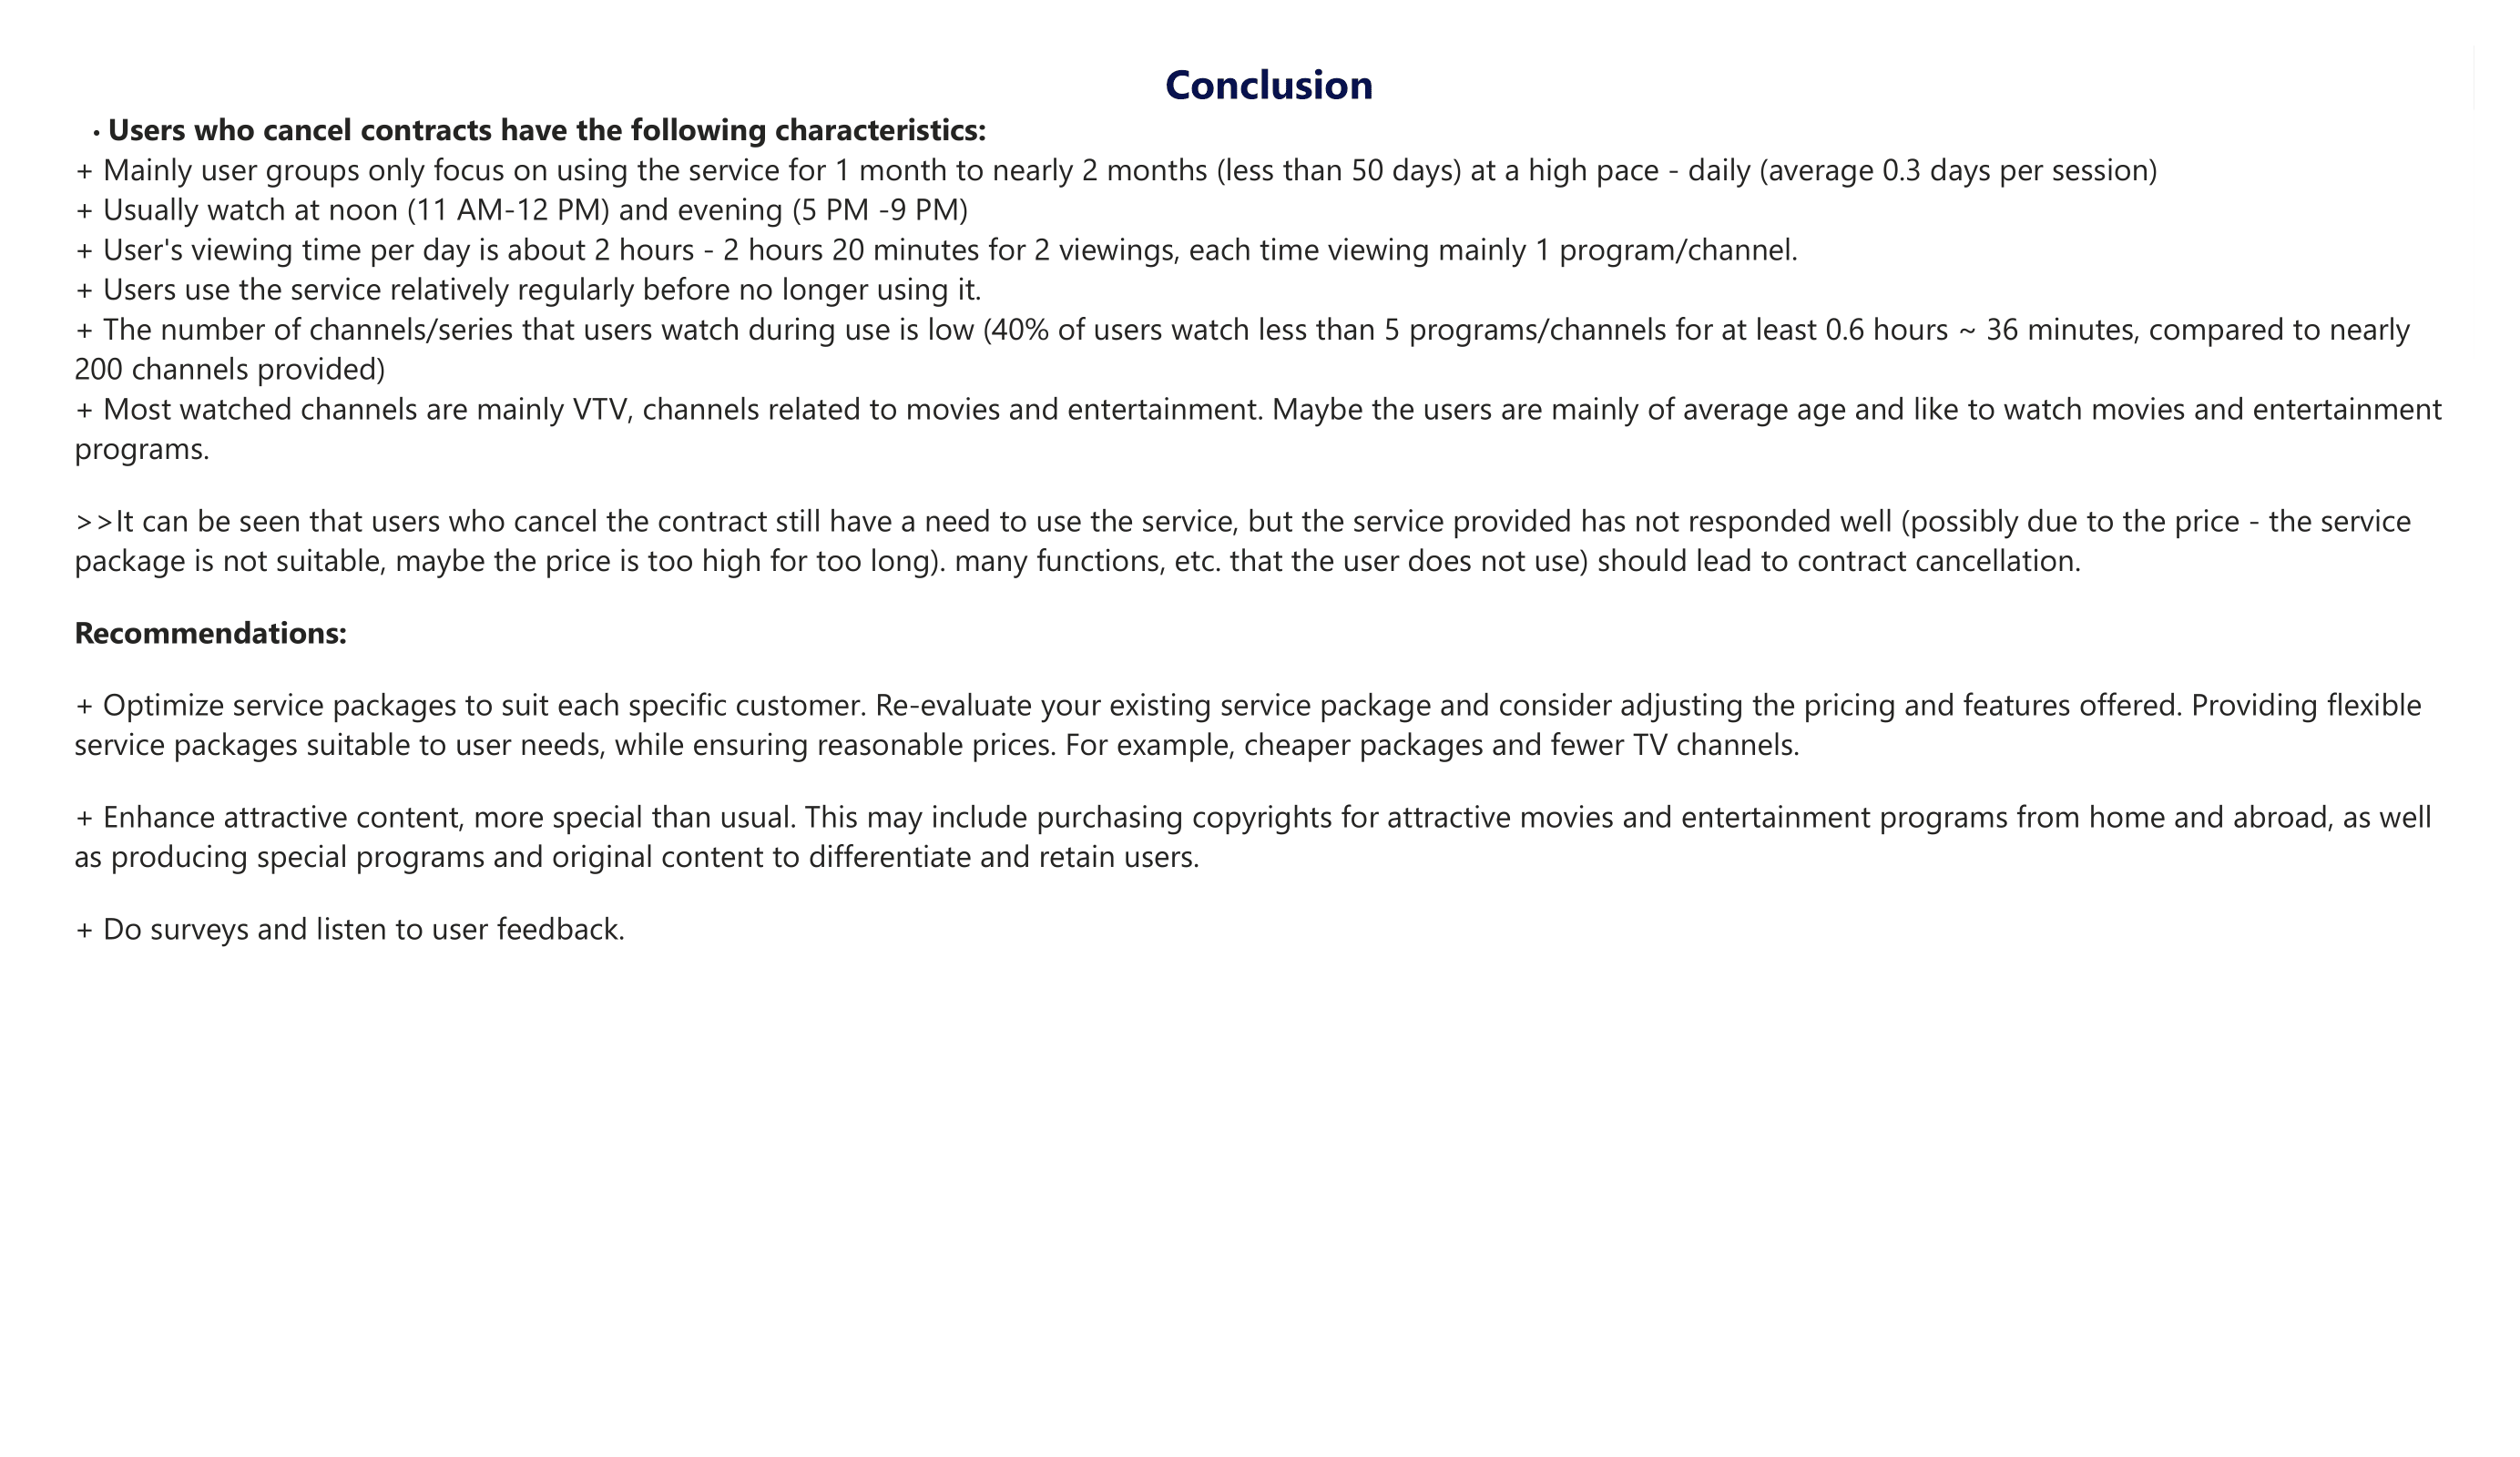 Conclusion
• Users who cancel contracts have the following characteristics:
+ Mainly user groups only focus on using the service for 1 month to nearly 2 months (less than 50 days) at a high pace - daily (average 0.3 days per session)
+ Usually watch at noon (11 AM-12 PM) and evening (5 PM -9 PM)
+ User's viewing time per day is about 2 hours - 2 hours 20 minutes for 2 viewings, each time viewing mainly 1 program/channel.
+ Users use the service relatively regularly before no longer using it.
+ The number of channels/series that users watch during use is low (40% of users watch less than 5 programs/channels for at least 0.6 hours ~ 36 minutes, compared to nearly
200 channels provided)
+ Most watched channels are mainly VTV, channels related to movies and entertainment. Maybe the users are mainly of average age and like to watch movies and entertainment
programs.
>>It can be seen that users who cancel the contract still have a need to use the service, but the service provided has not responded well (possibly due to the price - the service
package is not suitable, maybe the price is too high for too long). many functions, etc. that the user does not use) should lead to contract cancellation.
Recommendations:
+ Optimize service packages to suit each specific customer. Re-evaluate your existing service package and consider adjusting the pricing and features offered. Providing flexible
service packages suitable to user needs, while ensuring reasonable prices. For example, cheaper packages and fewer TV channels.
+ Enhance attractive content, more special than usual. This may include purchasing copyrights for attractive movies and entertainment programs from home and abroad, as well
as producing special programs and original content to differentiate and retain users.
+ Do surveys and listen to user feedback.